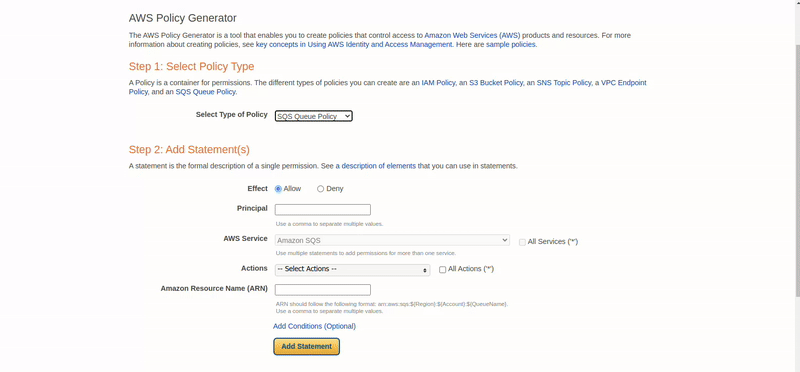 AWS Policy Generator
The AWS Policy Generator is a tool that enables you to create policies that control access to Amazon Web Services (AWS) products and resources. For more
information about creating policies, see key concepts in Using AWS Identity and Access Management. Here are sample policies.
Step 1: Select Policy Type
A Policy is a container for permissions. The different types of policies you can create are an IAM Policy, an S3 Bucket Policy, an SNS Topic Policy, a VPC Endpoint
Policy, and an SQS Queue Policy.
Select Type of Policy SQS Queue Policy
Step 2: Add Statement(s)
A statement is the formal description of a single permission. See a description of elements that you can use in statements.
Effect Allow Deny
Principal
Use a comma to separate multiple values.
AWS Service Amazon SQS All Services ('*')
Use multiple statements to add permissions for more than one service.
Actions -- Select Actions -- All Actions ('*')
Amazon Resource Name (ARN)
ARN should follow the following format: arn:aws:sqs:${Region}:${Account}:${QueueName}.
Use a comma to separate multiple values.
Add Conditions (Optional)
Add Statement